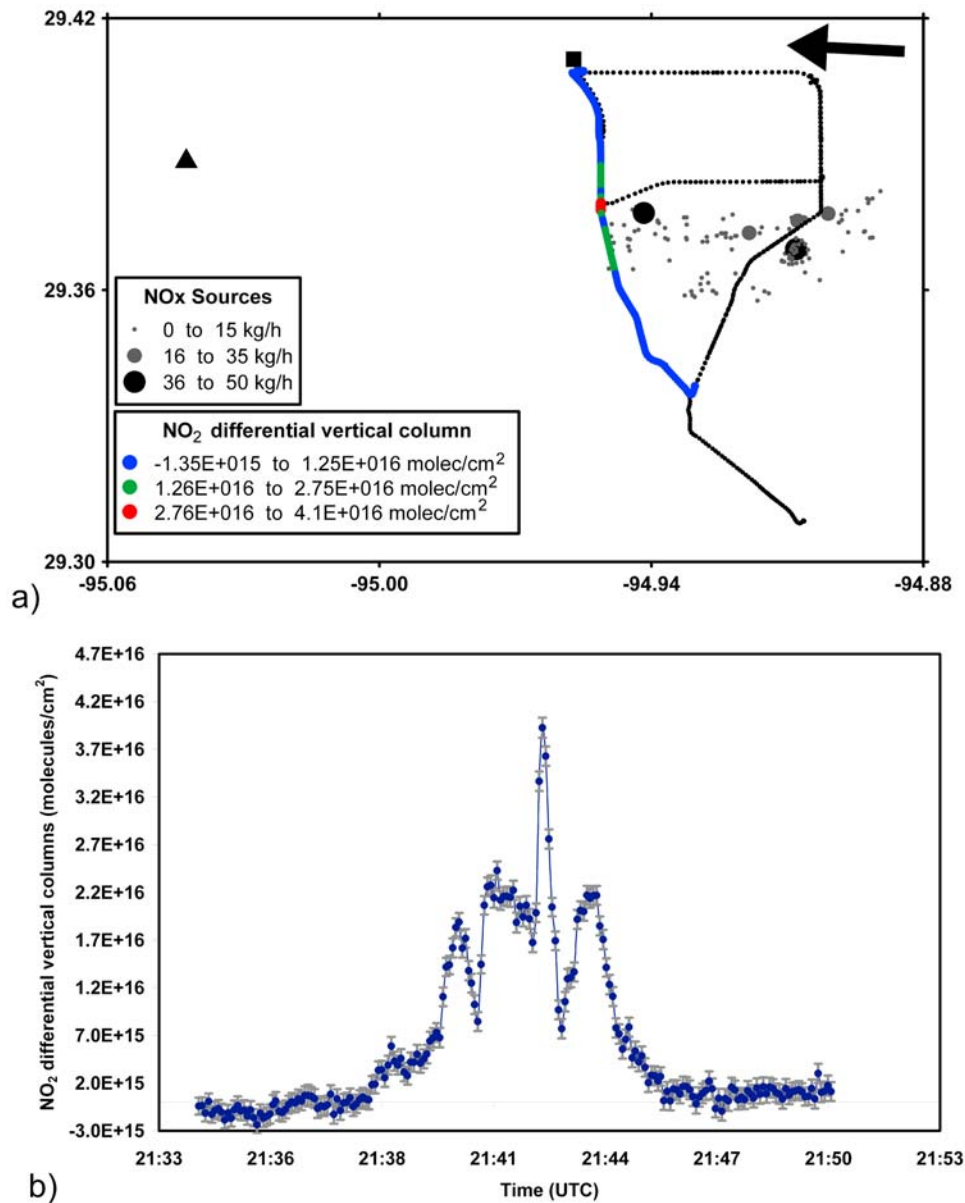 29.42
29.36
NOx Sources
0 to 15 kg/h
16 to 35 kg/h
36 to 50 kg/h
NO₂ differential vertical column
-1.35E+015 to 1.25E+016 molec/cm²
1.26E+016 to 2.75E+016 molec/cm²
2.76E+016 to 4.1E+016 molec/cm²
29.30
-95.06 -95.00 -94.94 -94.88
a)
NO₂ differential vertical columns (molecules/cm²)
4.7E+16
4.2E+16
3.7E+16
3.2E+16
2.7E+16
2.2E+16
1.7E+16
1.2E+16
7.0E+15
2.0E+15
-3.0E+15
21:33 21:36 21:38 21:41 21:44 21:47 21:50 21:53
Time (UTC)
b)